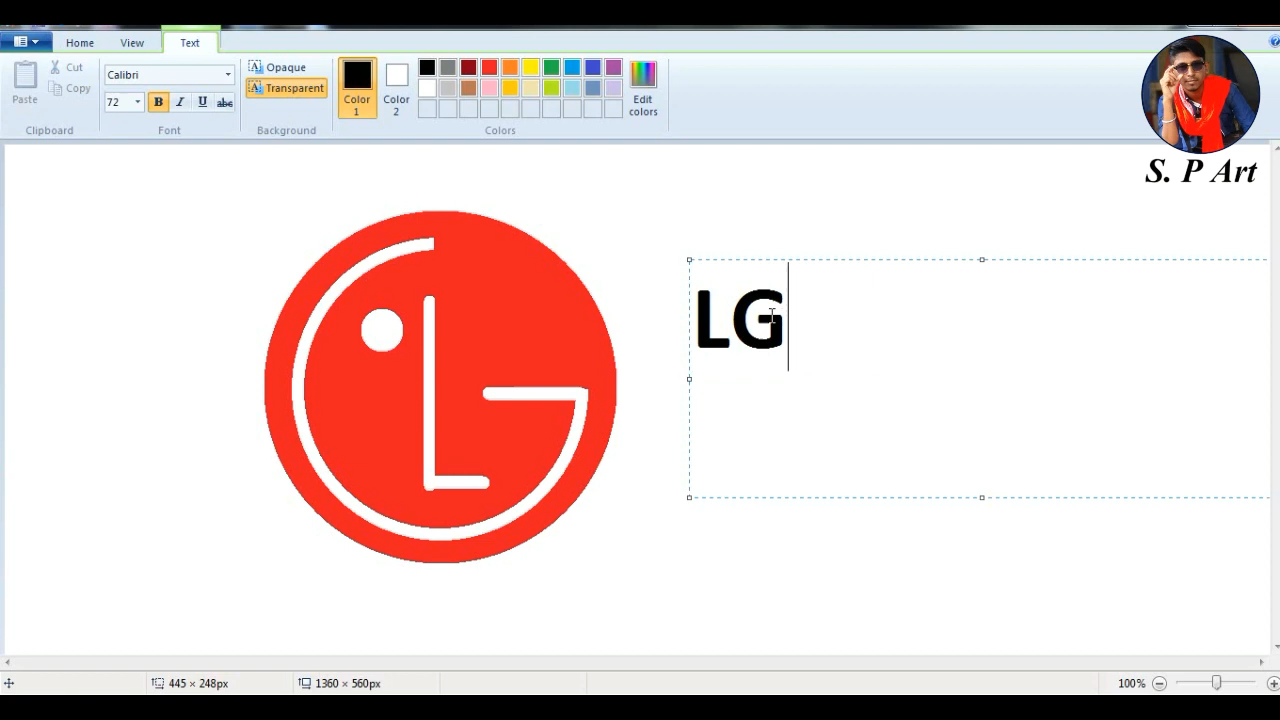 Home View Text
Paste
Cut
Copy
Clipboard
Calibri
72 B I U abc
Font
A Opaque
A Transparent
Background
Color 1
Color 2
Edit colors
Colors
S. P Art
LG
LG
445 × 248px 1360 × 560px 100%